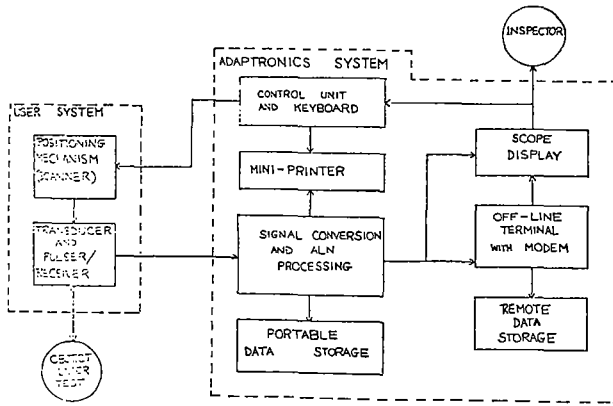 INSPECTOR
ADAPTRONICS SYSTEM
CONTROL UNIT
AND KEYBOARD
USER SYSTEM
POSITIONING
MECHANISM
(SCANNER)
SCOPE
DISPLAY
MINI-PRINTER
TRANSDUCER
AND
PULSER/
RECEIVER
SIGNAL CONVERSION
AND ALN
PROCESSING
OFF-LINE
TERMINAL
WITH MODEM
PORTABLE
DATA STORAGE
REMOTE
DATA
STORAGE
OBJECT
UNDER
TEST